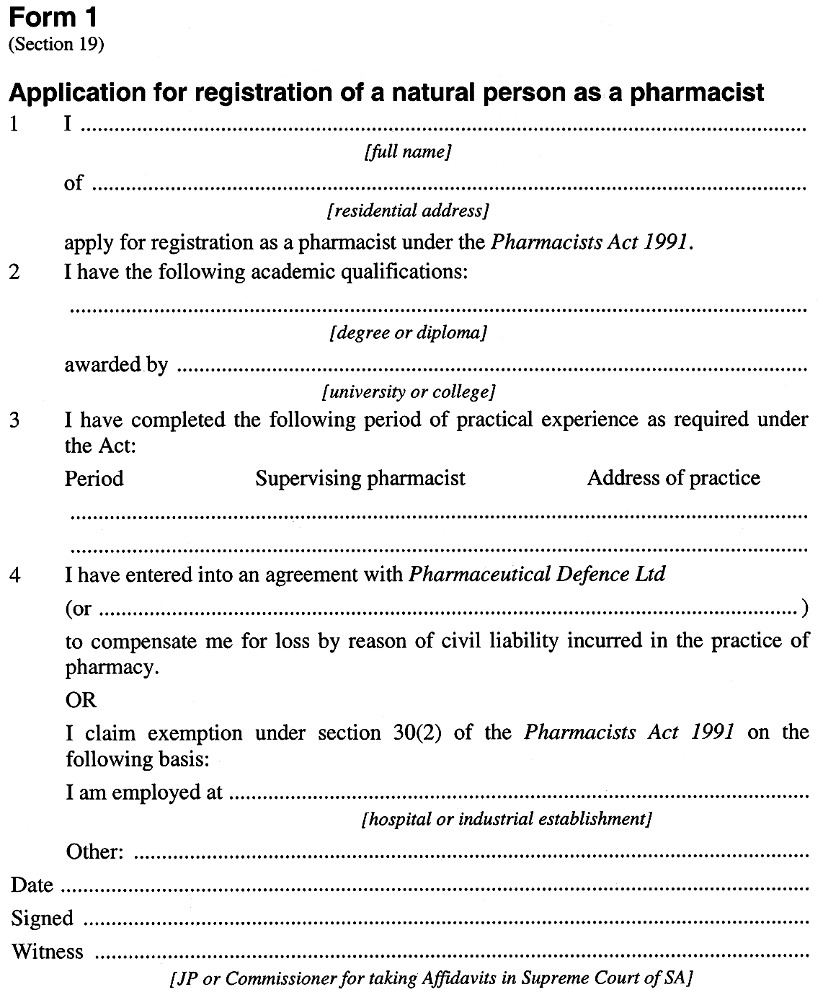 Form 1
(Section 19)
Application for registration of a natural person as a pharmacist
1 I ....................................................................................................
[full name]
of ....................................................................................................
[residential address]
apply for registration as a pharmacist under the Pharmacists Act 1991.
2 I have the following academic qualifications:
....................................................................................................
[degree or diploma]
awarded by ....................................................................................................
[university or college]
3 I have completed the following period of practical experience as required under
the Act:
Period Supervising pharmacist Address of practice
....................................................................................................
....................................................................................................
4 I have entered into an agreement with Pharmaceutical Defence Ltd
(or .................................................................................................... )
to compensate me for loss by reason of civil liability incurred in the practice of
pharmacy.
OR
I claim exemption under section 30(2) of the Pharmacists Act 1991 on the
following basis:
I am employed at ....................................................................................................
[hospital or industrial establishment]
Other: ....................................................................................................
Date ....................................................................................................
Signed ....................................................................................................
Witness ....................................................................................................
[JP or Commissioner for taking Affidavits in Supreme Court of SA]